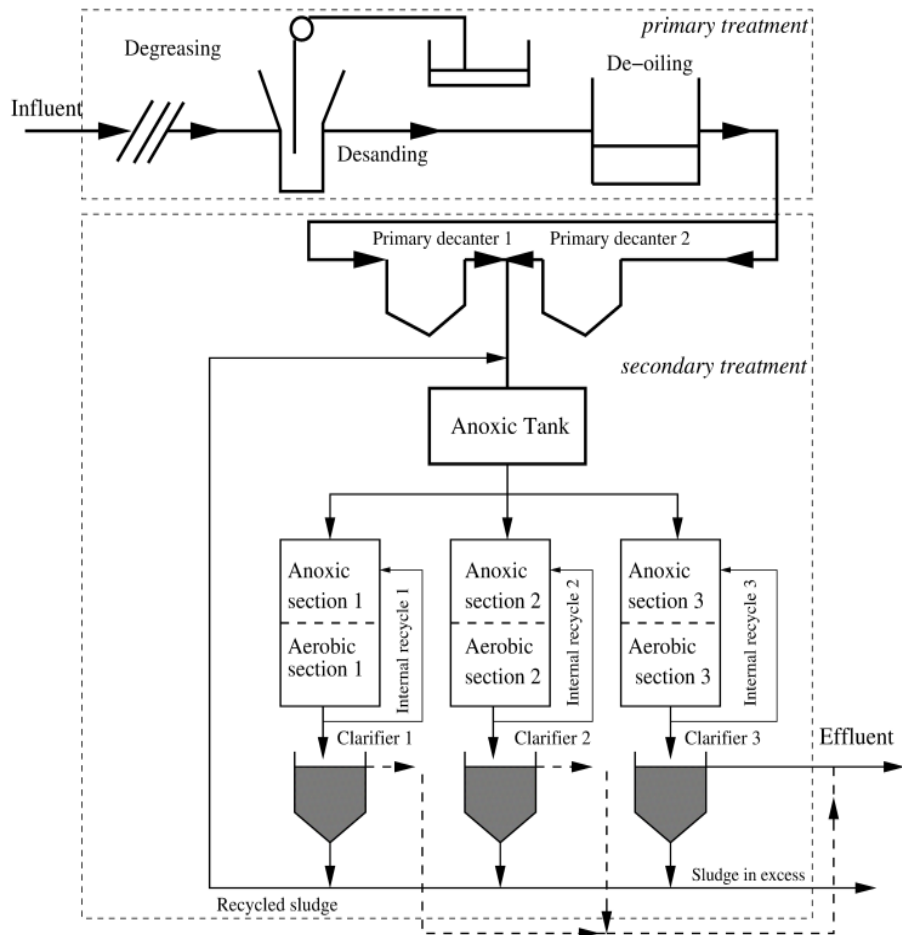 primary treatment
Degreasing
De-oiling
Influent
Desanding
Primary decanter 1
Primary decanter 2
secondary treatment
Anoxic Tank
Anoxic
section 1
Aerobic
section 1
Internal recycle 1
Anoxic
section 2
Aerobic
section 2
Internal recycle 2
Anoxic
section 3
Aerobic
section 3
Internal recycle 3
Clarifier 1
Clarifier 2
Clarifier 3
Effluent
Sludge in excess
Recycled sludge